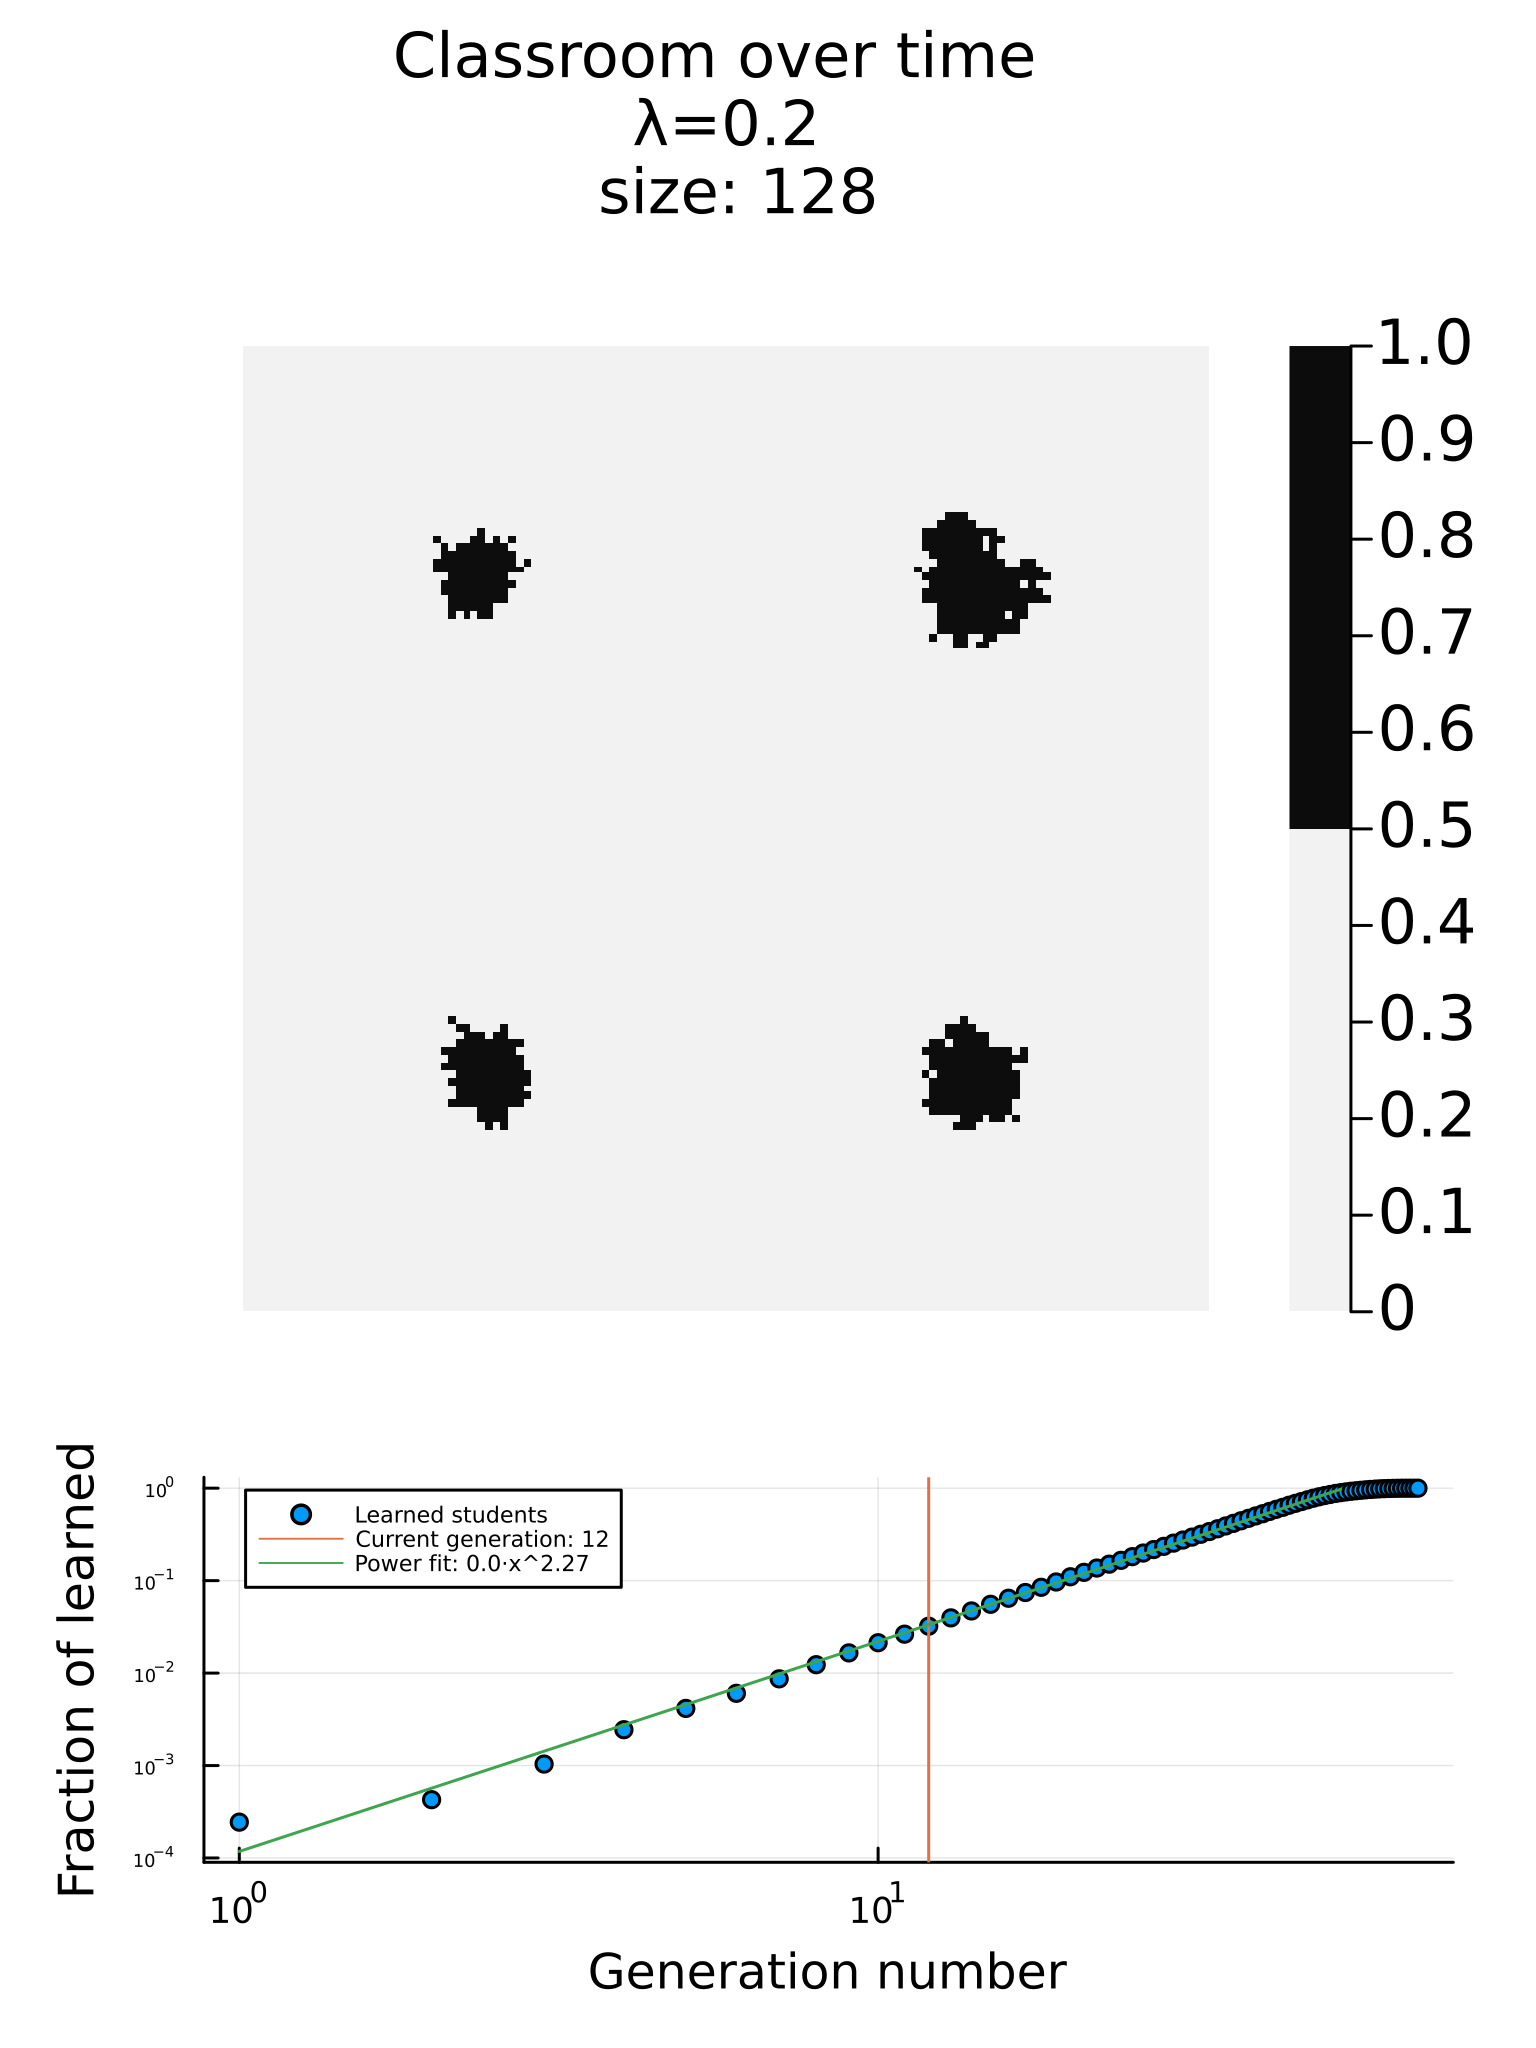 Classroom over time
λ=0.2
size: 128
1.0
0.9
0.8
0.7
0.6
0.5
0.4
0.3
0.2
0.1
0
Fraction of learned
10^0
10^-1
10^-2
10^-3
10^-4
Learned students
Current generation: 12
Power fit: 0.0·x^2.27
10^0 10^1
Generation number